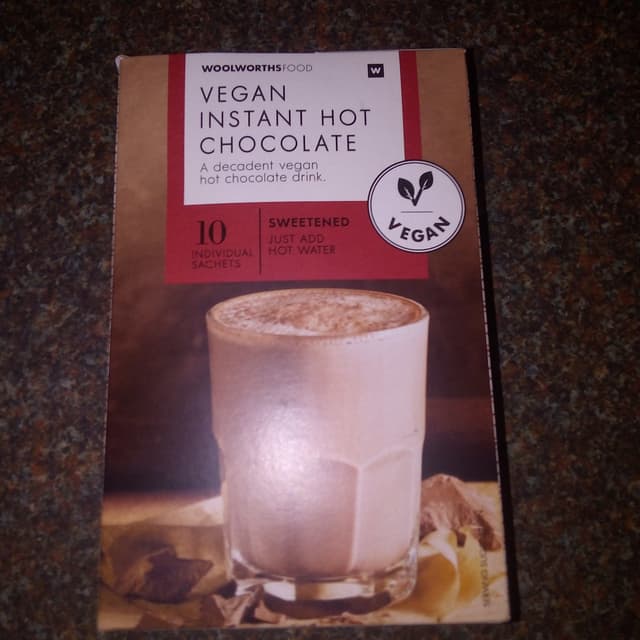 WOOLWORTHSFOOD
W
VEGAN
INSTANT HOT
CHOCOLATE
A decadent vegan
hot chocolate drink.
VEGAN
10
INDIVIDUAL
SACHETS
SWEETENED
JUST ADD
HOT WATER